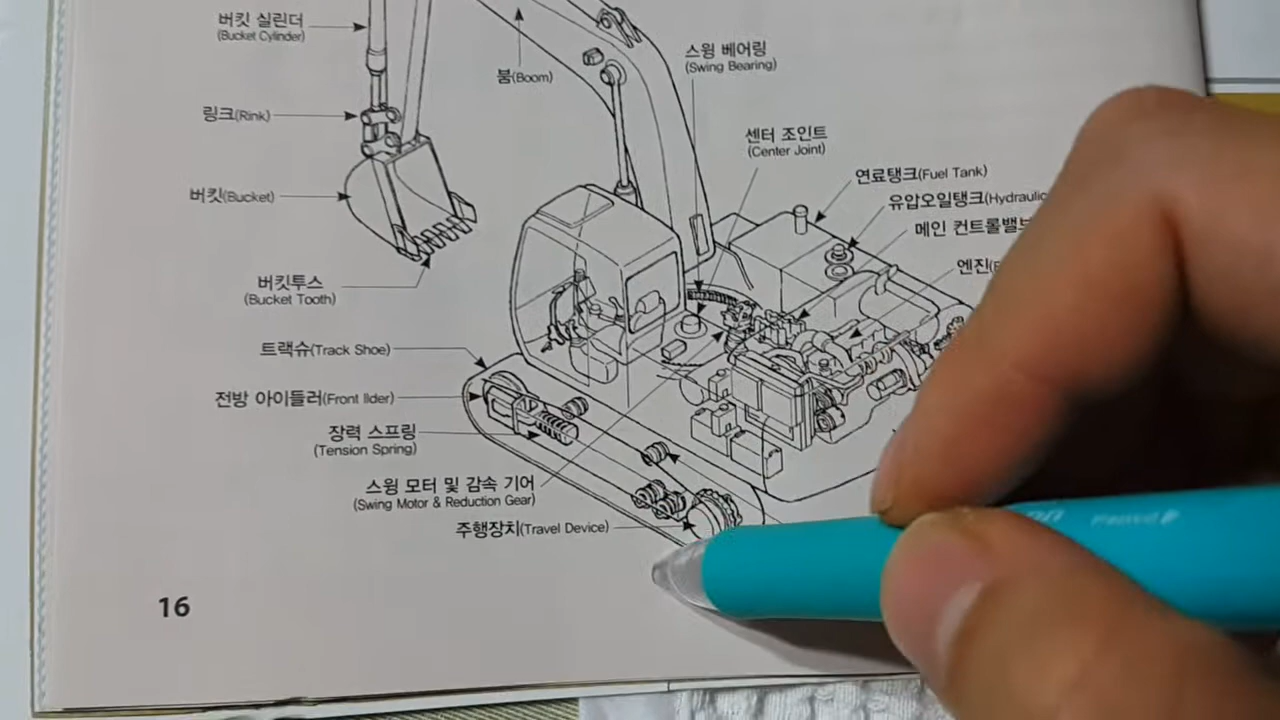 버킷 실린더
(Bucket Cylinder)
붐(Boom)
스윙 베어링
(Swing Bearing)
링크(Rink)
센터 조인트
(Center Joint)
연료탱크(Fuel Tank)
버킷(Bucket)
유압오일탱크(Hydraulic
메인 컨트롤밸브
엔진(E
버킷투스
(Bucket Tooth)
트랙슈(Track Shoe)
전방 아이들러(Front Ilder)
장력 스프링
(Tension Spring)
스윙 모터 및 감속 기어
(Swing Motor & Reduction Gear)
주행장치(Travel Device)
16